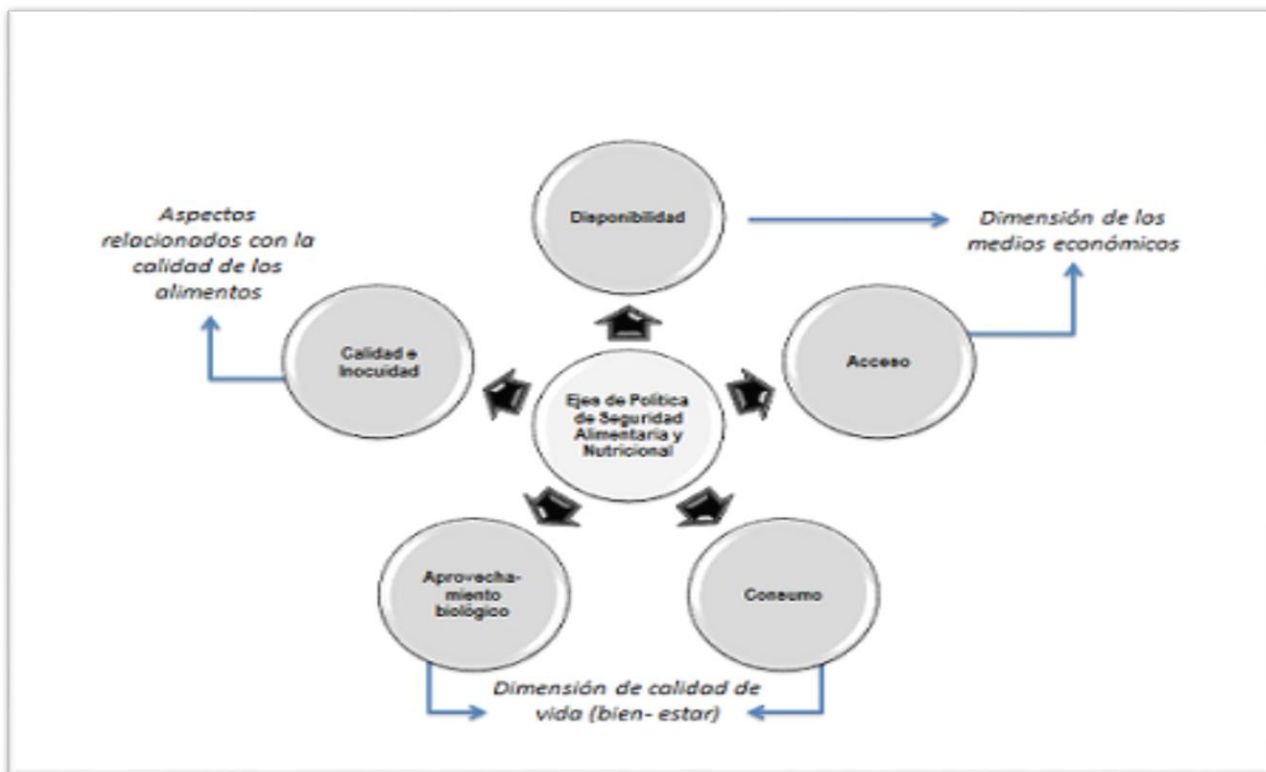 Disponibilidad
Dimensión de los
medios económicos
Aspectos
relacionados con la
calidad de los
alimentos
Calidad e
Inocuidad
Acceso
Ejes de Política
de Seguridad
Alimentaria y
Nutricional
Aprovecha-
miento
biológico
Consumo
Dimensión de calidad de
vida (bien- estar)